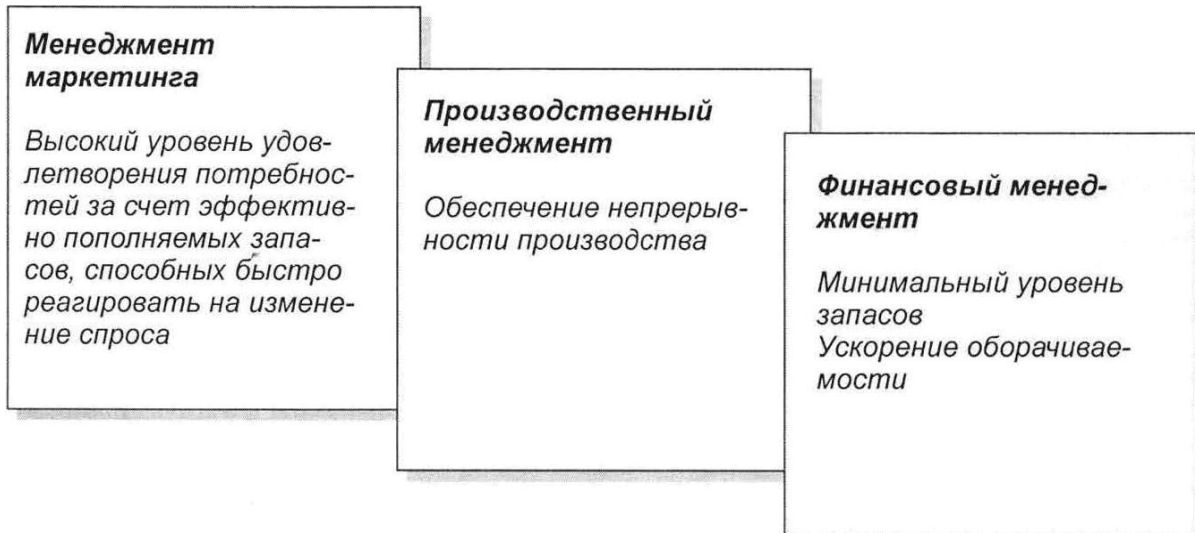 Менеджмент
маркетинга
Высокий уровень удов-
летворения потребнос-
тей за счет эффектив-
но пополняемых запа-
сов, способных быстро
реагировать на измене-
ние спроса
Производственный
менеджмент
Обеспечение непрерыв-
ности производства
Финансовый менед-
жмент
Минимальный уровень
запасов
Ускорение оборачивае-
мости